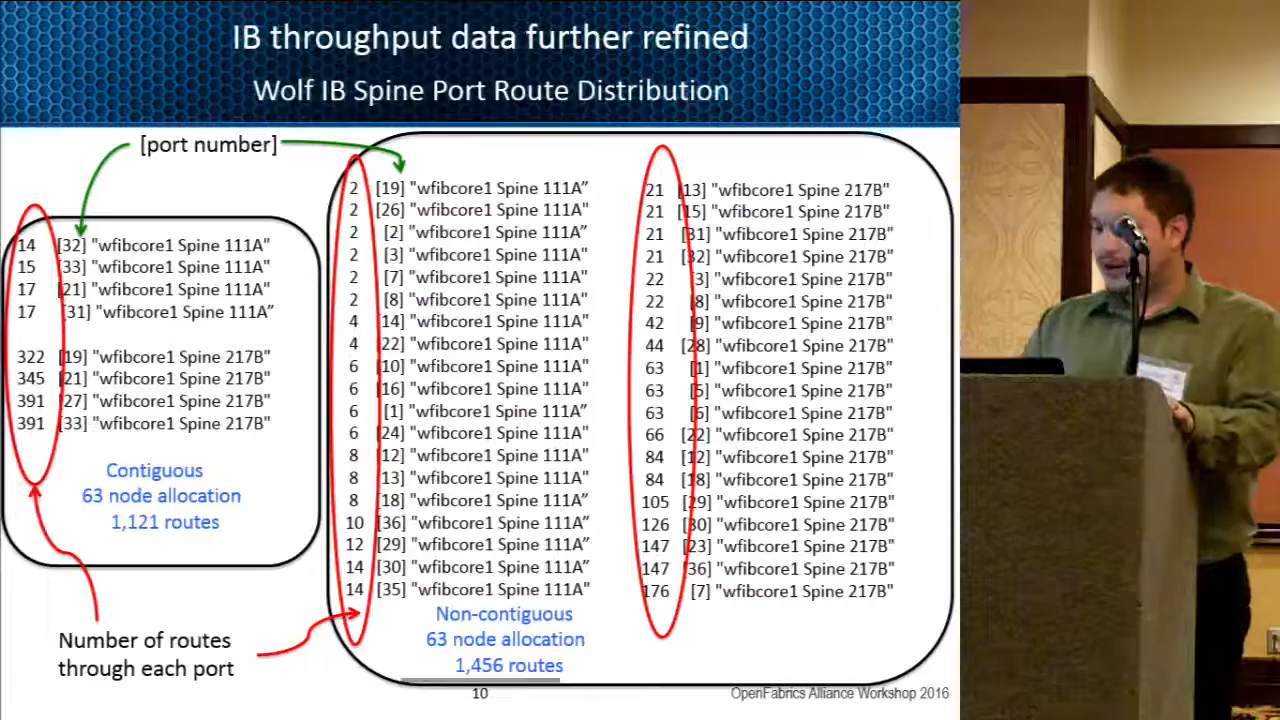 IB throughput data further refined
Wolf IB Spine Port Route Distribution
[port number]
14 [32] "wfibcore1 Spine 111A"
15 [33] "wfibcore1 Spine 111A"
17 [21] "wfibcore1 Spine 111A"
17 [31] "wfibcore1 Spine 111A”
322 [19] "wfibcore1 Spine 217B"
345 [21] "wfibcore1 Spine 217B"
391 [27] "wfibcore1 Spine 217B"
391 [33] "wfibcore1 Spine 217B"
Contiguous
63 node allocation
1,121 routes
Number of routes
through each port
2 [19] "wfibcore1 Spine 111A”
2 [26] "wfibcore1 Spine 111A"
2 [2] "wfibcore1 Spine 111A”
2 [3] "wfibcore1 Spine 111A"
2 [7] "wfibcore1 Spine 111A"
2 [8] "wfibcore1 Spine 111A"
4 [14] "wfibcore1 Spine 111A"
4 [22] "wfibcore1 Spine 111A"
6 [10] "wfibcore1 Spine 111A"
6 [16] "wfibcore1 Spine 111A"
6 [1] "wfibcore1 Spine 111A”
6 [24] "wfibcore1 Spine 111A"
8 [12] "wfibcore1 Spine 111A"
8 [13] "wfibcore1 Spine 111A"
8 [18] "wfibcore1 Spine 111A”
10 [36] "wfibcore1 Spine 111A”
12 [29] "wfibcore1 Spine 111A”
14 [30] "wfibcore1 Spine 111A”
14 [35] "wfibcore1 Spine 111A"
21 [13] "wfibcore1 Spine 217B"
21 [15] "wfibcore1 Spine 217B"
21 [31] "wfibcore1 Spine 217B"
21 [32] "wfibcore1 Spine 217B"
22 [3] "wfibcore1 Spine 217B"
22 [8] "wfibcore1 Spine 217B"
42 [9] "wfibcore1 Spine 217B"
44 [28] "wfibcore1 Spine 217B"
63 [1] "wfibcore1 Spine 217B"
63 [5] "wfibcore1 Spine 217B"
63 [6] "wfibcore1 Spine 217B"
66 [22] "wfibcore1 Spine 217B"
84 [12] "wfibcore1 Spine 217B"
84 [18] "wfibcore1 Spine 217B"
105 [29] "wfibcore1 Spine 217B"
126 [30] "wfibcore1 Spine 217B"
147 [23] "wfibcore1 Spine 217B"
147 [36] "wfibcore1 Spine 217B"
176 [7] "wfibcore1 Spine 217B"
Non-contiguous
63 node allocation
1,456 routes
10
OpenFabrics Alliance Workshop 2016